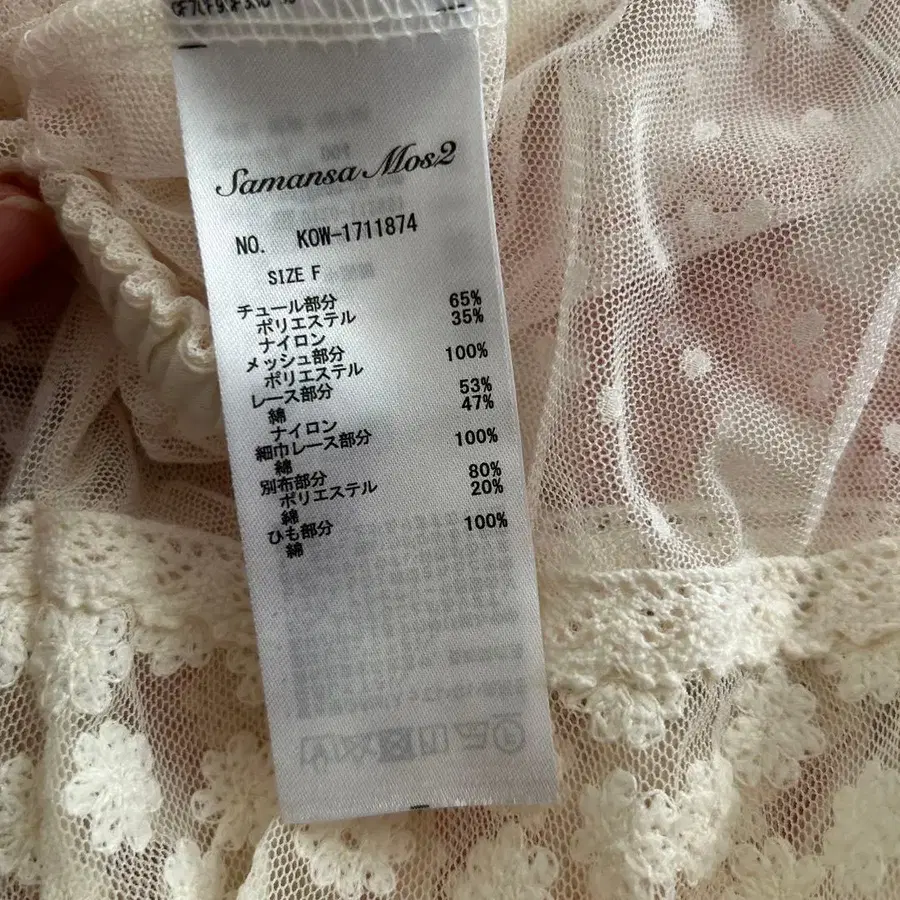 Samansa Mos2
NO. KOW-1711874
SIZE F
チュール部分
ポリエステル 65%
ナイロン 35%
メッシュ部分
ポリエステル 100%
レース部分
綿 53%
ナイロン 47%
細巾レース部分
綿 100%
別布部分
ポリエステル 80%
綿 20%
ひも部分
綿 100%